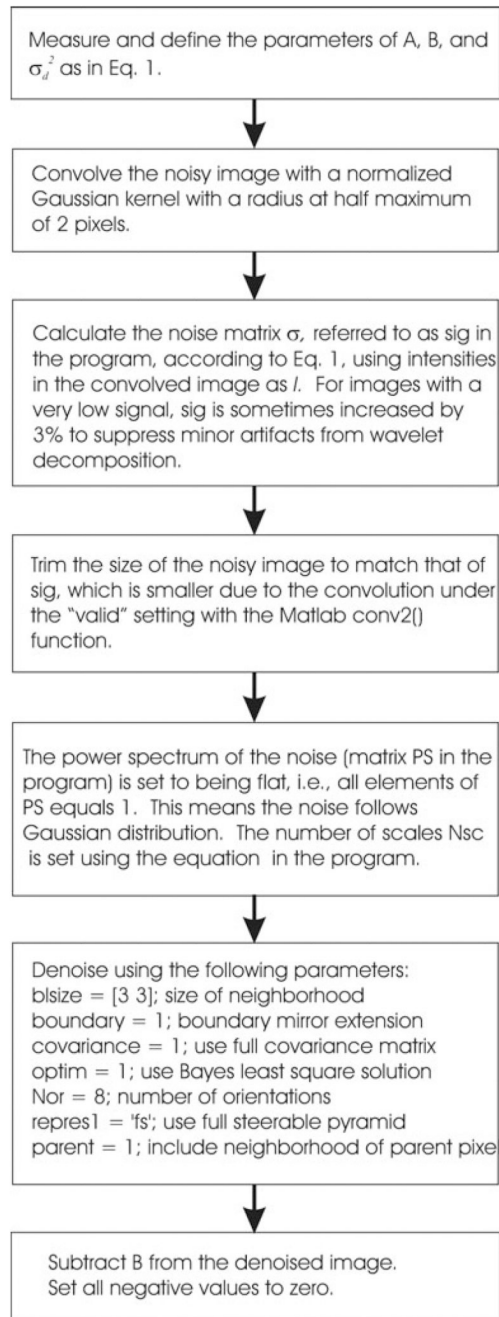 Measure and define the parameters of A, B, and
σd² as in Eq. 1.
Convolve the noisy image with a normalized
Gaussian kernel with a radius at half maximum
of 2 pixels.
Calculate the noise matrix σ, referred to as sig in
the program, according to Eq. 1, using intensities
in the convolved image as I. For images with a
very low signal, sig is sometimes increased by
3% to suppress minor artifacts from wavelet
decomposition.
Trim the size of the noisy image to match that of
sig, which is smaller due to the convolution under
the “valid” setting with the Matlab conv2()
function.
The power spectrum of the noise (matrix PS in the
program) is set to being flat, i.e., all elements of
PS equals 1. This means the noise follows
Gaussian distribution. The number of scales Nsc
is set using the equation in the program.
Denoise using the following parameters:
blsize = [3 3]; size of neighborhood
boundary = 1; boundary mirror extension
covariance = 1; use full covariance matrix
optim = 1; use Bayes least square solution
Nor = 8; number of orientations
repres1 = 'fs'; use full steerable pyramid
parent = 1; include neighborhood of parent pixe
Subtract B from the denoised image.
Set all negative values to zero.